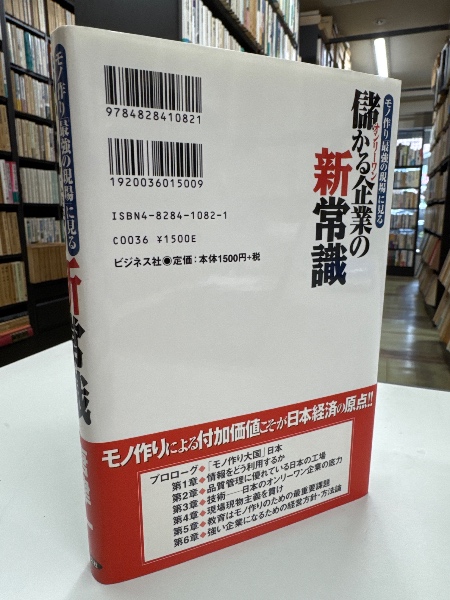 モノ作り最強の現場に見る
オンリーワン
儲かる企業の
新常識
9784828410821
1920036015009
ISBN4-8284-1082-1
C0036 ¥1500E
ビジネス社●定価:本体1500円+税
モノ作りによる付加価値こそが日本経済の原点!!
プロローグ◆「モノ作り大国」日本
第1章◆情報をどう利用するか
第2章◆品質管理に優れている日本の工場
第3章◆技術……日本のオンリーワン企業の底力
第4章◆現場現物主義を貫け
第5章◆教育はモノ作りのための最重要課題
第6章◆強い企業になるための経営方針・方法論
モノ作り最強の現場に見る
新常識